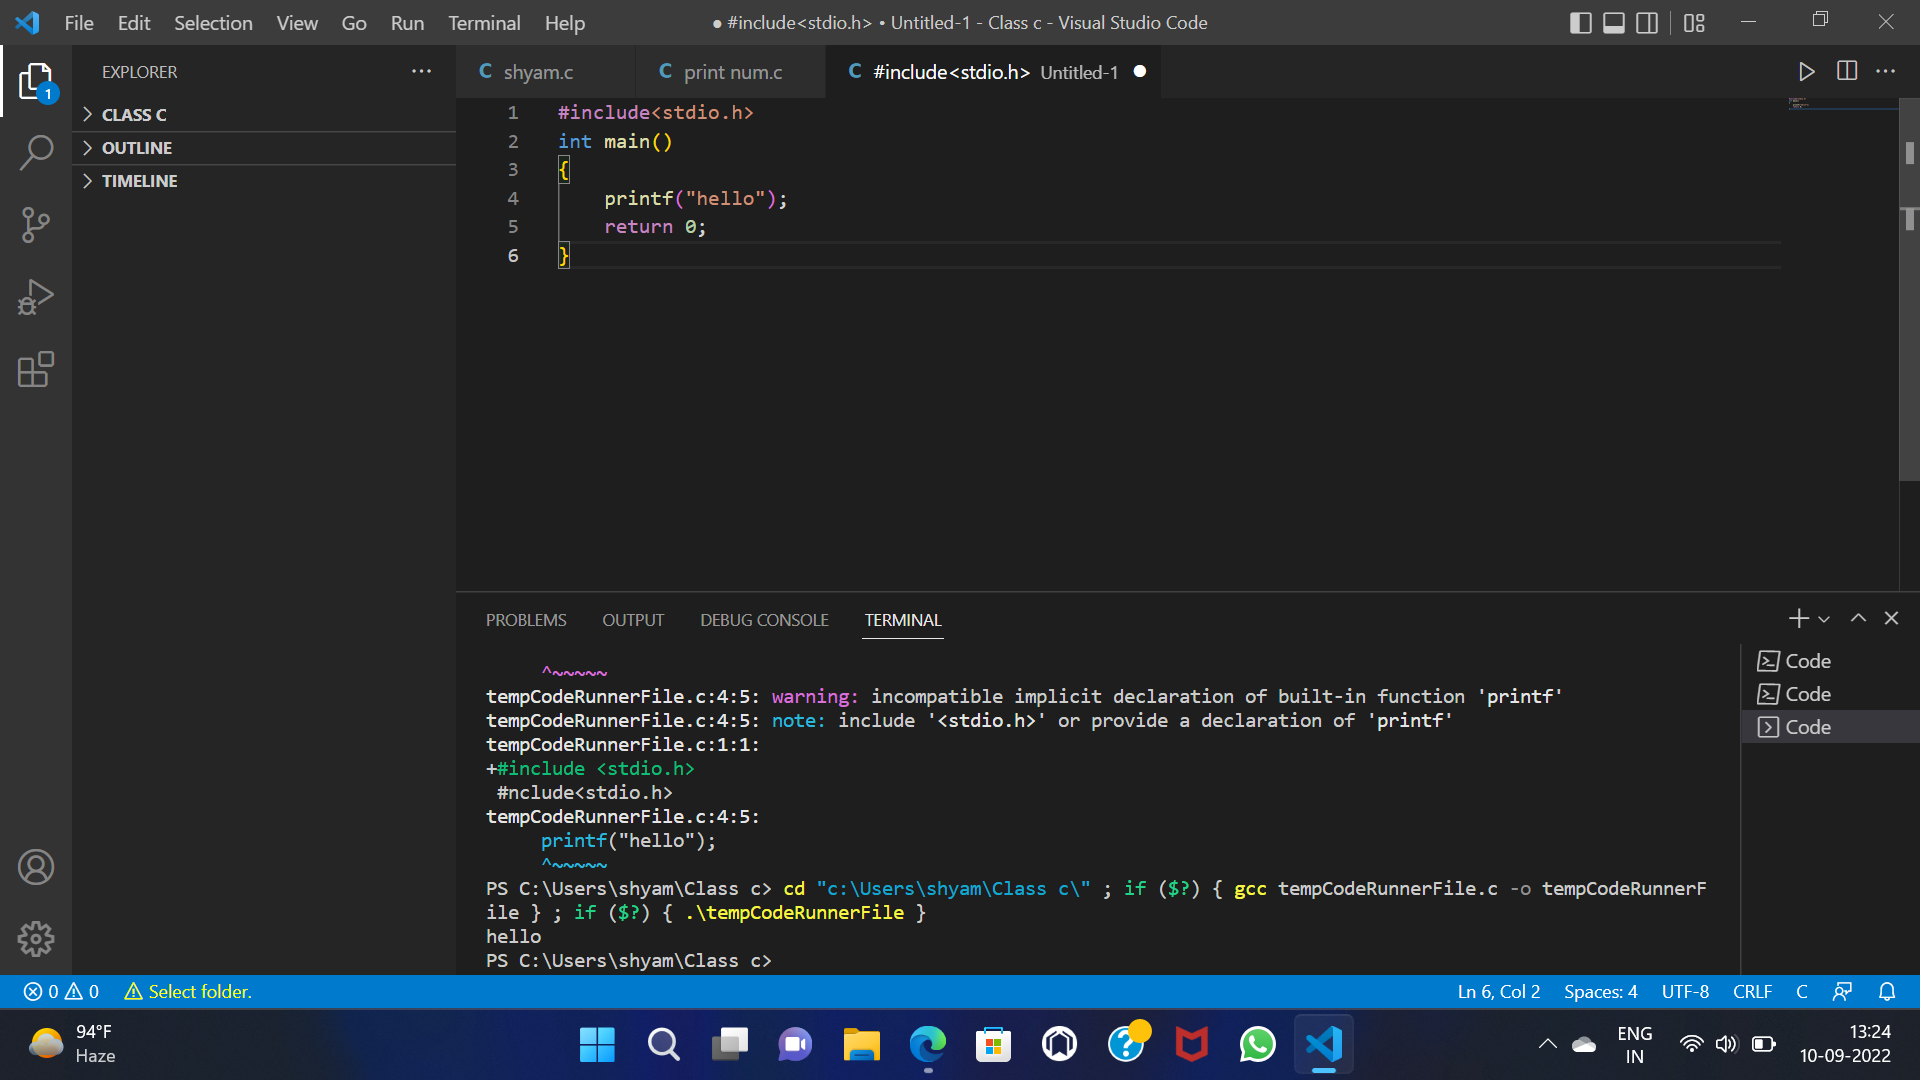 File Edit Selection View Go Run Terminal Help
● #include<stdio.h> • Untitled-1 - Class c - Visual Studio Code
1
EXPLORER
CLASS C
OUTLINE
TIMELINE
C shyam.c
C print num.c
C #include<stdio.h> Untitled-1
1 #include<stdio.h>
2 int main()
3 {
4     printf("hello");
5     return 0;
6 }
PROBLEMS OUTPUT DEBUG CONSOLE TERMINAL
     ^~~~~~
tempCodeRunnerFile.c:4:5: warning: incompatible implicit declaration of built-in function 'printf'
tempCodeRunnerFile.c:4:5: note: include '<stdio.h>' or provide a declaration of 'printf'
tempCodeRunnerFile.c:1:1:
+#include <stdio.h>
 #nclude<stdio.h>
tempCodeRunnerFile.c:4:5:
     printf("hello");
     ^~~~~~
PS C:\Users\shyam\Class c> cd "c:\Users\shyam\Class c\" ; if ($?) { gcc tempCodeRunnerFile.c -o tempCodeRunnerF
ile } ; if ($?) { .\tempCodeRunnerFile }
hello
PS C:\Users\shyam\Class c>
Code
Code
Code
0 0 Select folder.
Ln 6, Col 2 Spaces: 4 UTF-8 CRLF C
94°F
Haze
ENG
IN
13:24
10-09-2022